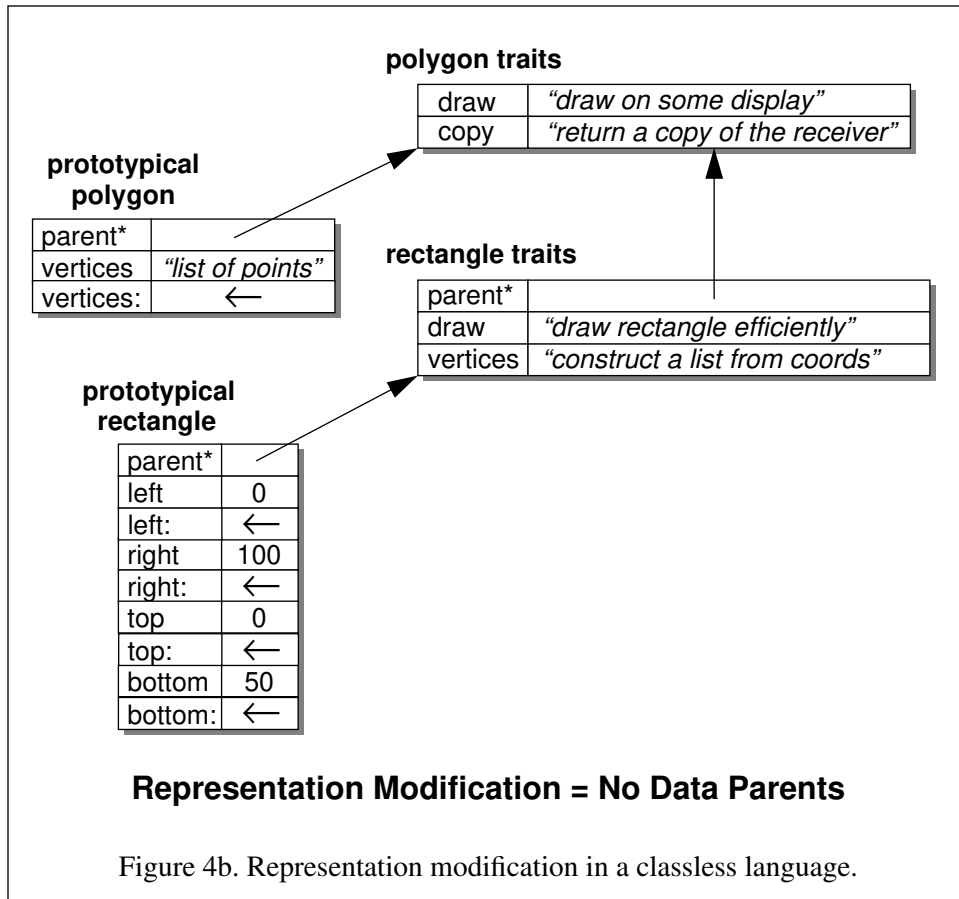 polygon traits
draw “draw on some display”
copy “return a copy of the receiver”
prototypical
polygon
parent*
vertices “list of points”
vertices: ←
rectangle traits
parent*
draw “draw rectangle efficiently”
vertices “construct a list from coords”
prototypical
rectangle
parent*
left 0
left: ←
right 100
right: ←
top 0
top: ←
bottom 50
bottom: ←
Representation Modification = No Data Parents
Figure 4b. Representation modification in a classless language.